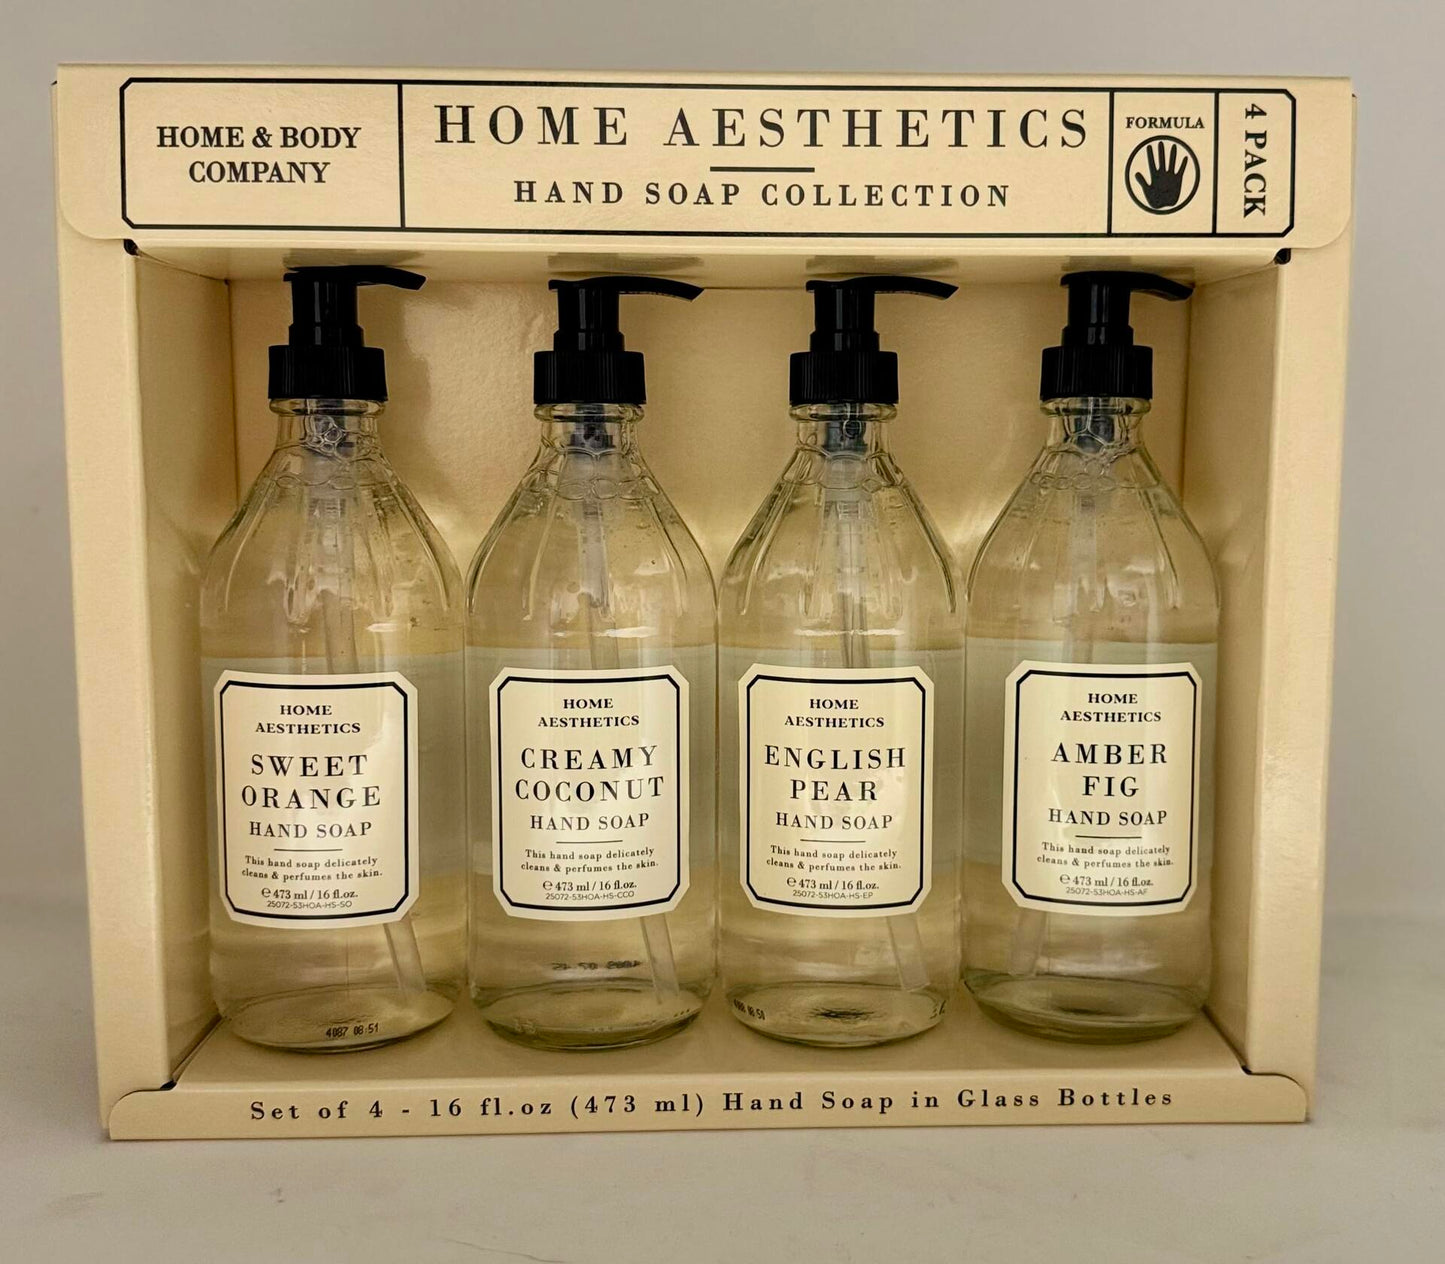 HOME & BODY
COMPANY
HOME AESTHETICS
HAND SOAP COLLECTION
FORMULA
4 PACK
HOME
AESTHETICS
SWEET
ORANGE
HAND SOAP
This hand soap delicately
cleans & perfumes the skin.
℮ 473 ml / 16 fl.oz.
25072-53HOA-HS-SO
4087 08:51
HOME
AESTHETICS
CREAMY
COCONUT
HAND SOAP
This hand soap delicately
cleans & perfumes the skin.
℮ 473 ml / 16 fl.oz.
25072-53HOA-HS-CCO
HOME
AESTHETICS
ENGLISH
PEAR
HAND SOAP
This hand soap delicately
cleans & perfumes the skin.
℮ 473 ml / 16 fl.oz.
25072-53HOA-HS-EP
HOME
AESTHETICS
AMBER
FIG
HAND SOAP
This hand soap delicately
cleans & perfumes the skin.
℮ 473 ml / 16 fl.oz.
25072-53HOA-HS-AF
Set of 4 - 16 fl.oz (473 ml) Hand Soap in Glass Bottles